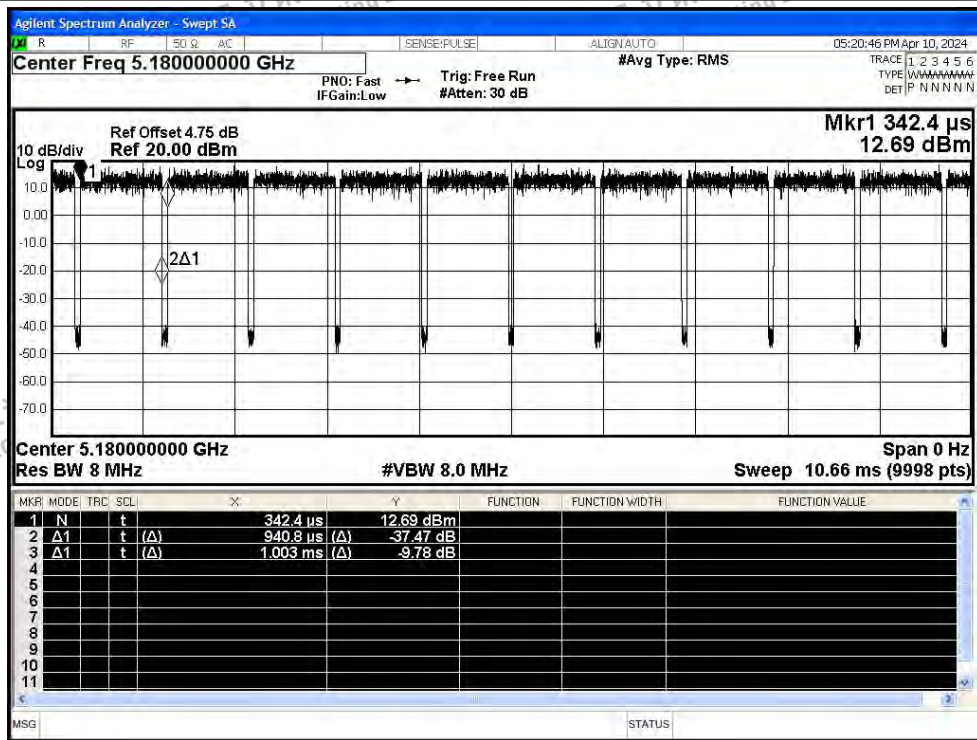 Agilent Spectrum Analyzer - Swept SA
R RF 50 Ω AC SENSE:PULSE ALIGNAUTO 05:20:46 PM Apr 10, 2024
Center Freq 5.180000000 GHz #Avg Type: RMS TRACE 1 2 3 4 5 6
PNO: Fast Trig: Free Run TYPE WWWWWW
IFGain:Low #Atten: 30 dB DET P N N N N N
Mkr1 342.4 µs
12.69 dBm
Ref Offset 4.75 dB
10 dB/div Ref 20.00 dBm
Log
1
10.0
0.00
-10.0
2Δ1
-20.0
-30.0
-40.0
-50.0
-60.0
-70.0
Center 5.180000000 GHz Span 0 Hz
Res BW 8 MHz #VBW 8.0 MHz Sweep 10.66 ms (9998 pts)
MKR MODE TRC SCL X Y FUNCTION FUNCTION WIDTH FUNCTION VALUE
1 N t 342.4 µs 12.69 dBm
2 Δ1 t (Δ) 940.8 µs (Δ) -37.47 dB
3 Δ1 t (Δ) 1.003 ms (Δ) -9.78 dB
4
5
6
7
8
9
10
11
MSG STATUS